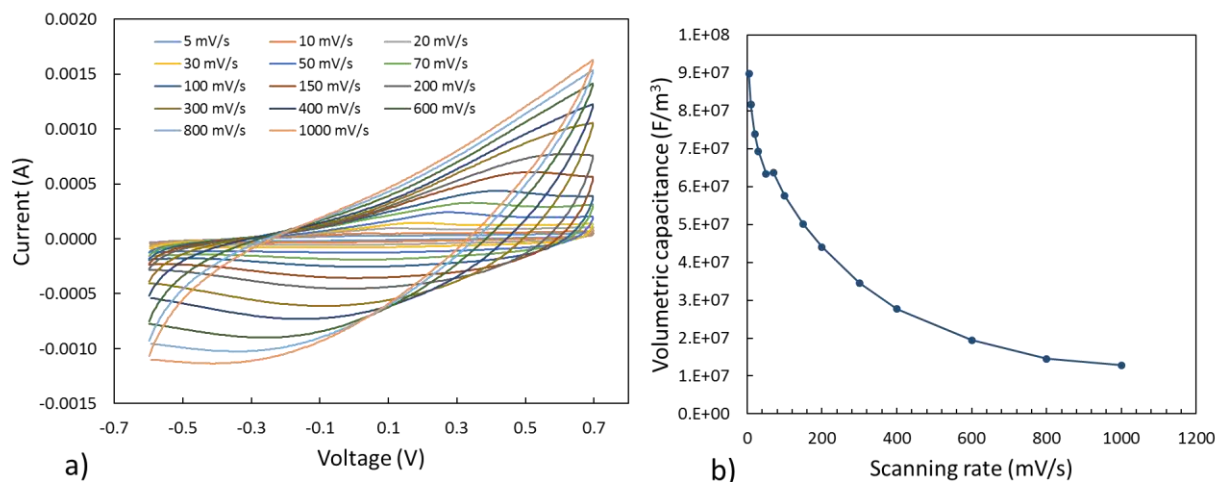 0.0020
0.0015
0.0010
0.0005
0.0000
-0.0005
-0.0010
-0.0015
Current (A)
5 mV/s 10 mV/s 20 mV/s
30 mV/s 50 mV/s 70 mV/s
100 mV/s 150 mV/s 200 mV/s
300 mV/s 400 mV/s 600 mV/s
800 mV/s 1000 mV/s
-0.7 -0.5 -0.3 -0.1 0.1 0.3 0.5 0.7
Voltage (V)
a)
1.E+08
9.E+07
8.E+07
7.E+07
6.E+07
5.E+07
4.E+07
3.E+07
2.E+07
1.E+07
0.E+00
Volumetric capacitance (F/m³)
0 200 400 600 800 1000 1200
Scanning rate (mV/s)
b)